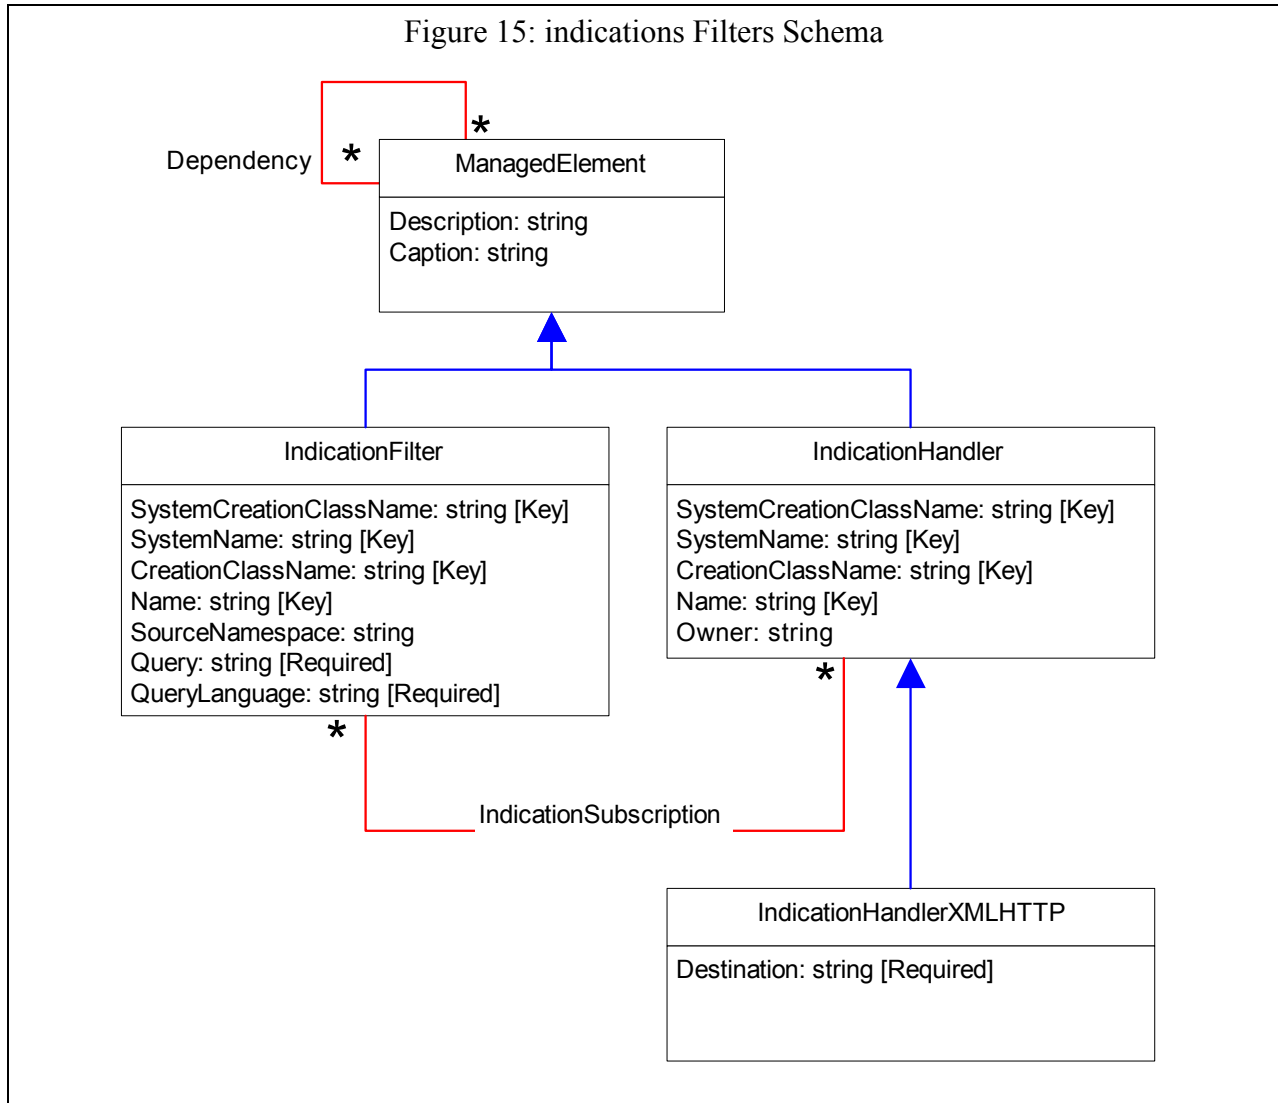 Figure 15: indications Filters Schema
*
Dependency
*
ManagedElement
Description: string
Caption: string
IndicationFilter
SystemCreationClassName: string [Key]
SystemName: string [Key]
CreationClassName: string [Key]
Name: string [Key]
SourceNamespace: string
Query: string [Required]
QueryLanguage: string [Required]
*
IndicationHandler
SystemCreationClassName: string [Key]
SystemName: string [Key]
CreationClassName: string [Key]
Name: string [Key]
Owner: string
*
IndicationSubscription
IndicationHandlerXMLHTTP
Destination: string [Required]